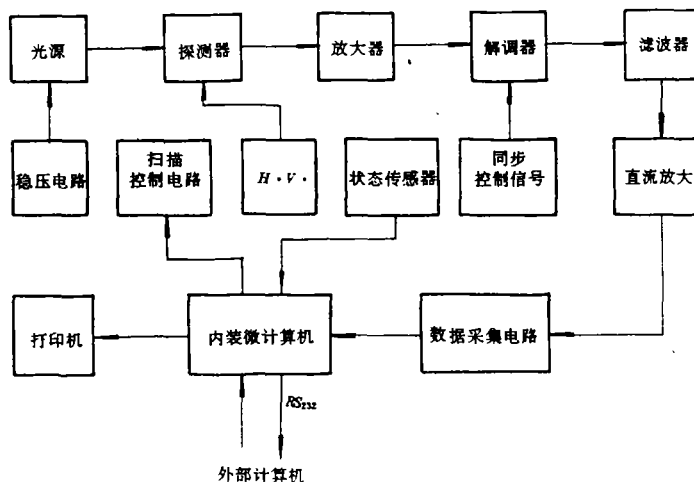 光源
探测器
放大器
解调器
滤波器
稳压电路
扫描
控制电路
H·V·
状态传感器
同步
控制信号
直流放大
打印机
内装微计算机
数据采集电路
RS232
外部计算机